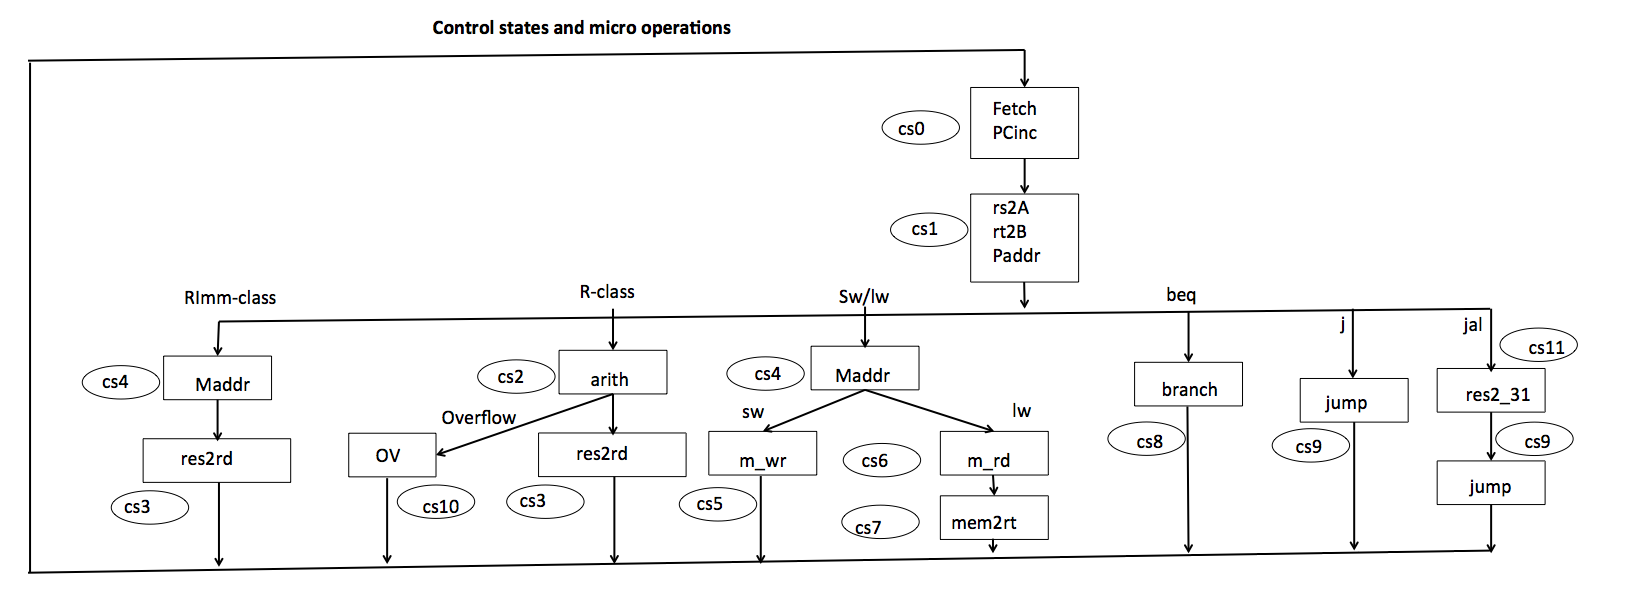 Control states and micro operations
Fetch
PCinc
cs0
rs2A
rt2B
Paddr
cs1
RImm-class
R-class
Sw/lw
beq
j
jal
cs11
cs4
Maddr
cs2
arith
cs4
Maddr
branch
jump
res2_31
Overflow
sw
lw
cs8
cs9
cs9
res2rd
OV
res2rd
m_wr
cs6
m_rd
jump
cs3
cs10
cs3
cs5
cs7
mem2rt